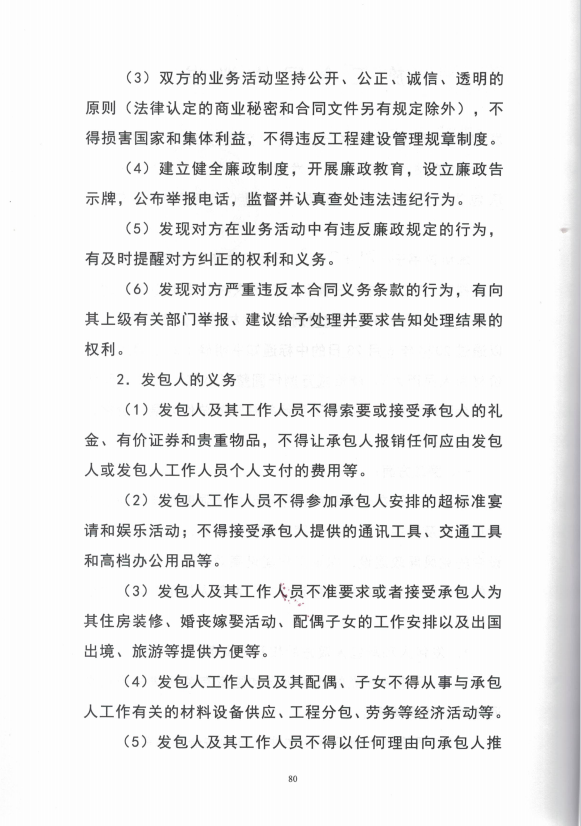 （3）双方的业务活动坚持公开、公正、诚信、透明的
原则（法律认定的商业秘密和合同文件另有规定除外），不
得损害国家和集体利益，不得违反工程建设管理规章制度。
（4）建立健全廉政制度，开展廉政教育，设立廉政告
示牌，公布举报电话，监督并认真查处违法违纪行为。
（5）发现对方在业务活动中有违反廉政规定的行为，
有及时提醒对方纠正的权利和义务。
（6）发现对方严重违反本合同义务条款的行为，有向
其上级有关部门举报、建议给予处理并要求告知处理结果的
权利。
2．发包人的义务
（1）发包人及其工作人员不得索要或接受承包人的礼
金、有价证券和贵重物品，不得让承包人报销任何应由发包
人或发包人工作人员个人支付的费用等。
（2）发包人工作人员不得参加承包人安排的超标准宴
请和娱乐活动；不得接受承包人提供的通讯工具、交通工具
和高档办公用品等。
（3）发包人及其工作人员不准要求或者接受承包人为
其住房装修、婚丧嫁娶活动、配偶子女的工作安排以及出国
出境、旅游等提供方便等。
（4）发包人工作人员及其配偶、子女不得从事与承包
人工作有关的材料设备供应、工程分包、劳务等经济活动等。
（5）发包人及其工作人员不得以任何理由向承包人推
80